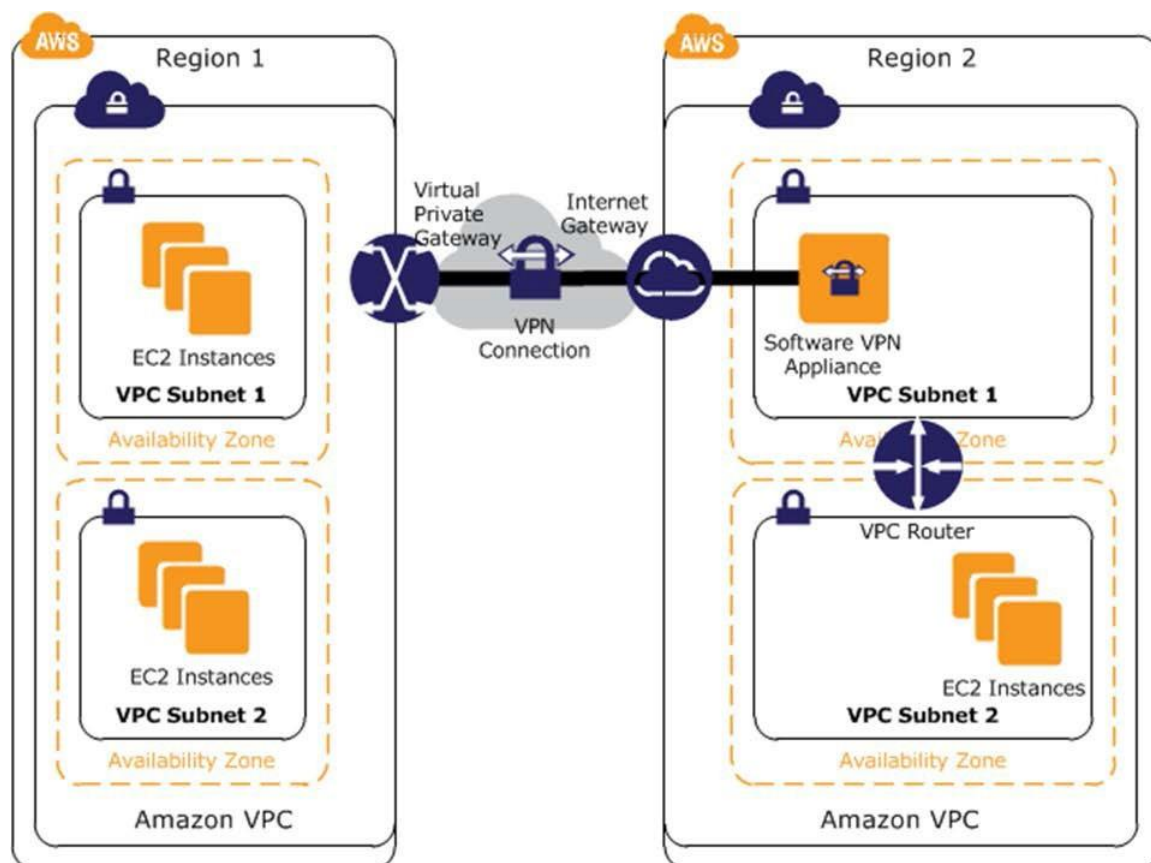 AWS
Region 1
EC2 Instances
VPC Subnet 1
Availability Zone
EC2 Instances
VPC Subnet 2
Availability Zone
Amazon VPC
Virtual
Private
Gateway
VPN
Connection
Internet
Gateway
AWS
Region 2
Software VPN
Appliance
VPC Subnet 1
Zone
VPC Router
EC2 Instances
VPC Subnet 2
Availability Zone
Amazon VPC